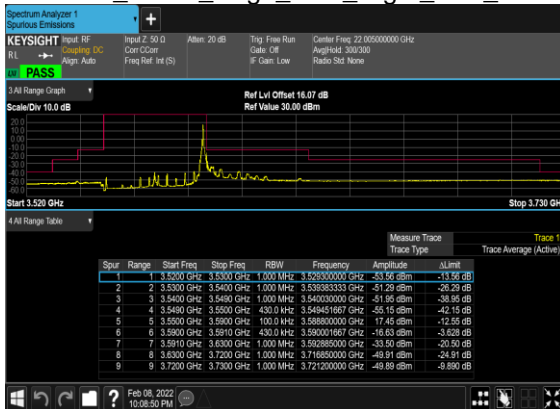 Spectrum Analyzer 1
Spurious Emissions
+
KEYSIGHT Input: RF Input Z: 50 Ω Atten: 20 dB Trig: Free Run Center Freq: 22.005000000 GHz
RL Coupling: DC Corr CCorr Gate: Off Avg|Hold: 300/300
Align: Auto Freq Ref: Int (S) IF Gain: Low Radio Std: None
PASS
3 All Range Graph Ref Lvl Offset 16.07 dB
Scale/Div 10.0 dB Ref Value 30.00 dBm
20.0
10.0
0.00
-10.0
-20.0
-30.0
-40.0
-50.0
-60.0
Start 3.520 GHz Stop 3.730 GH
4 All Range Table
Measure Trace Trace 1
Trace Type Trace Average (Active)
Spur Range Start Freq Stop Freq RBW Frequency Amplitude ΔLimit
1 1 3.5200 GHz 3.5300 GHz 1.000 MHz 3.529300000 GHz -53.56 dBm -13.56 dB
2 2 3.5300 GHz 3.5400 GHz 1.000 MHz 3.539383333 GHz -51.29 dBm -26.29 dB
3 3 3.5400 GHz 3.5490 GHz 1.000 MHz 3.540030000 GHz -51.95 dBm -38.95 dB
4 4 3.5490 GHz 3.5500 GHz 430.0 kHz 3.549451667 GHz -55.15 dBm -42.15 dB
5 5 3.5500 GHz 3.5900 GHz 100.0 kHz 3.588800000 GHz 17.45 dBm -12.55 dB
6 6 3.5900 GHz 3.5910 GHz 430.0 kHz 3.590001667 GHz -16.63 dBm -3.628 dB
7 7 3.5910 GHz 3.6300 GHz 1.000 MHz 3.592885000 GHz -33.50 dBm -20.50 dB
8 8 3.6300 GHz 3.7200 GHz 1.000 MHz 3.716850000 GHz -49.91 dBm -24.91 dB
9 9 3.7200 GHz 3.7300 GHz 1.000 MHz 3.721200000 GHz -49.89 dBm -9.890 dB
? Feb 08, 2022
10:08:50 PM